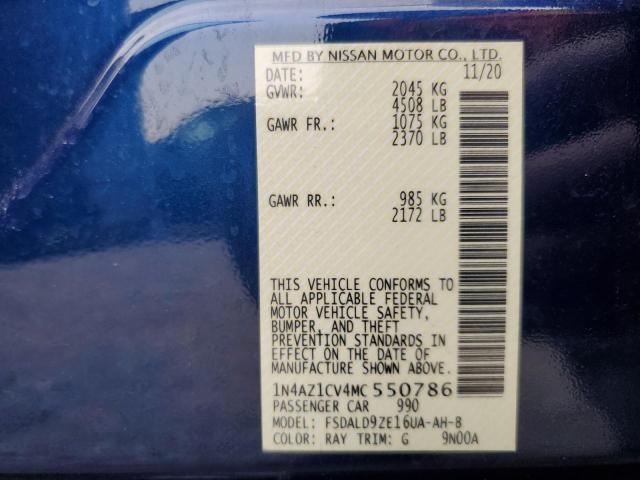 MFD BY NISSAN MOTOR CO., LTD.
DATE: 11/20
GVWR: 2045 KG
4508 LB
GAWR FR.: 1075 KG
2370 LB
GAWR RR.: 985 KG
2172 LB
THIS VEHICLE CONFORMS TO
ALL APPLICABLE FEDERAL
MOTOR VEHICLE SAFETY,
BUMPER, AND THEFT
PREVENTION STANDARDS IN
EFFECT ON THE DATE OF
MANUFACTURE SHOWN ABOVE.
1N4AZ1CV4MC 550786
PASSENGER CAR 990
MODEL: FSDALD9ZE16UA-AH-B
COLOR: RAY TRIM: G 9N00A